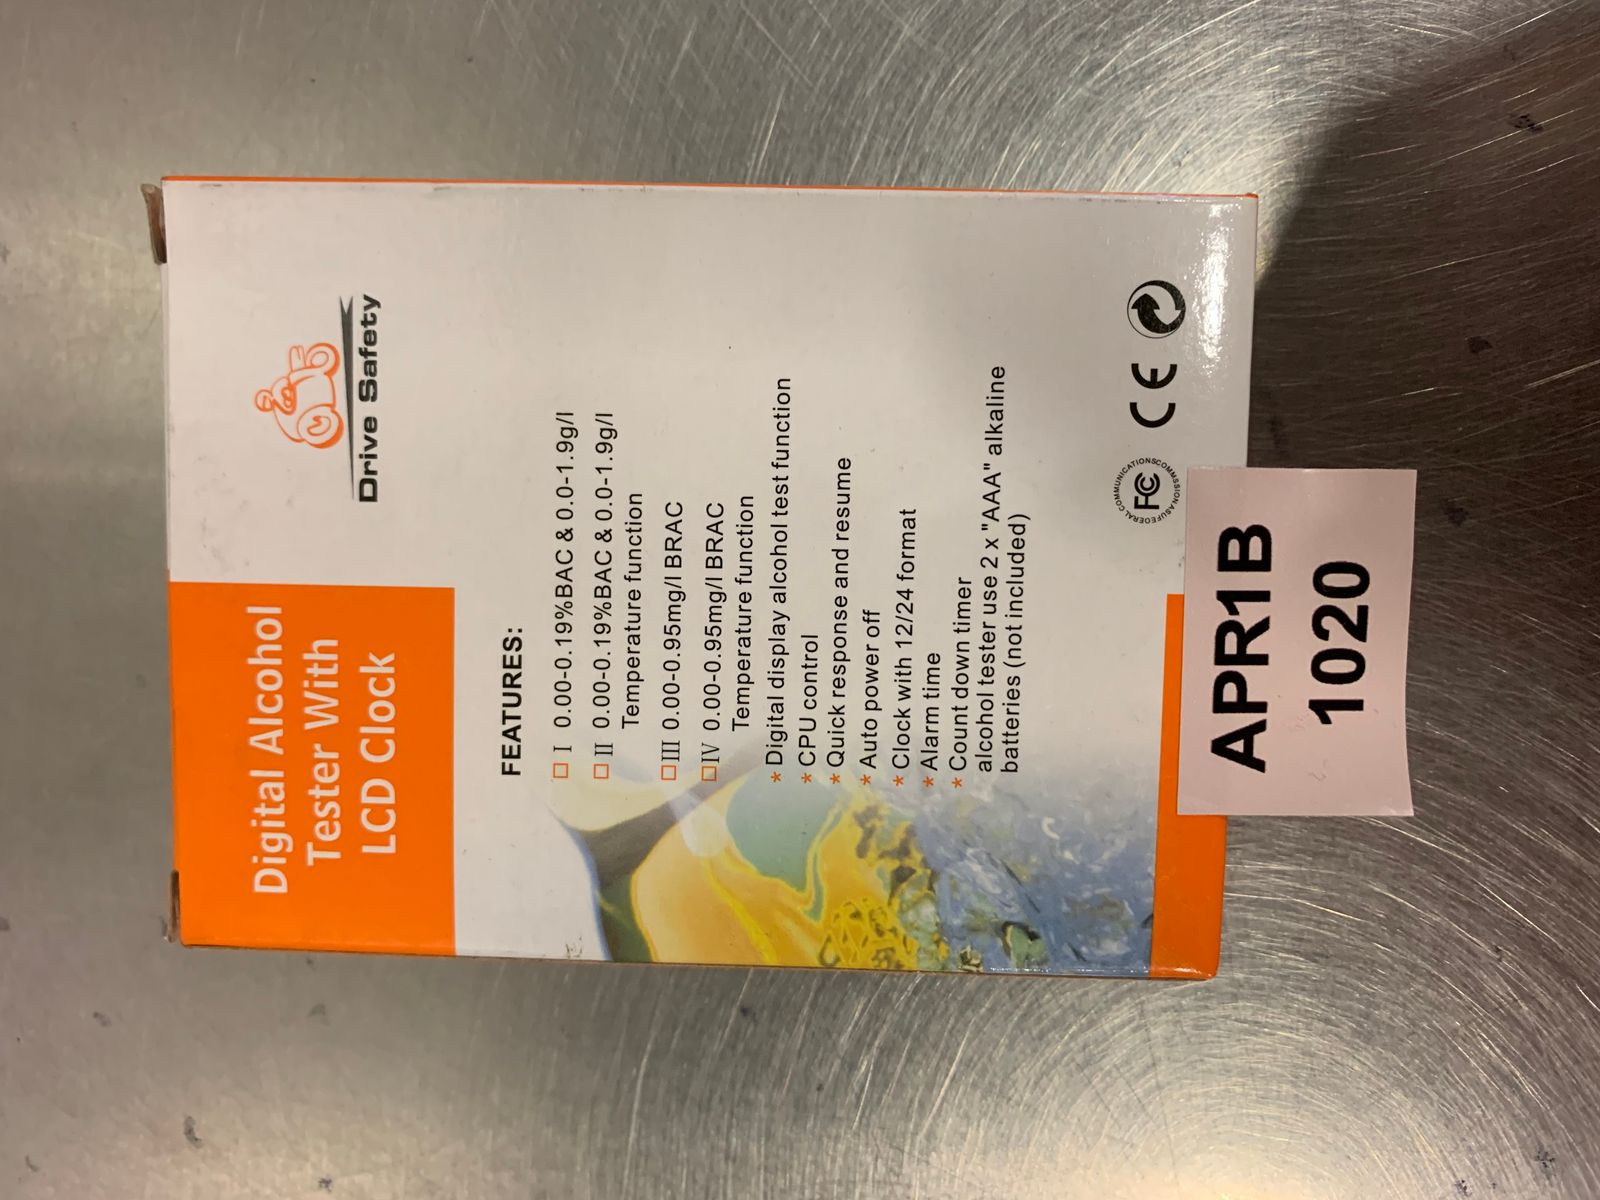 Digital Alcohol
Tester With
LCD Clock
Drive Safety
FEATURES:
□ Ⅰ 0.00-0.19%BAC & 0.0-1.9g/l
□ Ⅱ 0.00-0.19%BAC & 0.0-1.9g/l
Temperature function
□ Ⅲ 0.00-0.95mg/l BRAC
□ Ⅳ 0.00-0.95mg/l BRAC
Temperature function
* Digital display alcohol test function
* CPU control
* Quick response and resume
* Auto power off
* Clock with 12/24 format
* Alarm time
* Count down timer
alcohol tester use 2 x "AAA" alkaline
batteries (not included)
FEDERAL COMMUNICATIONS
FC
CE
APR1B
1020